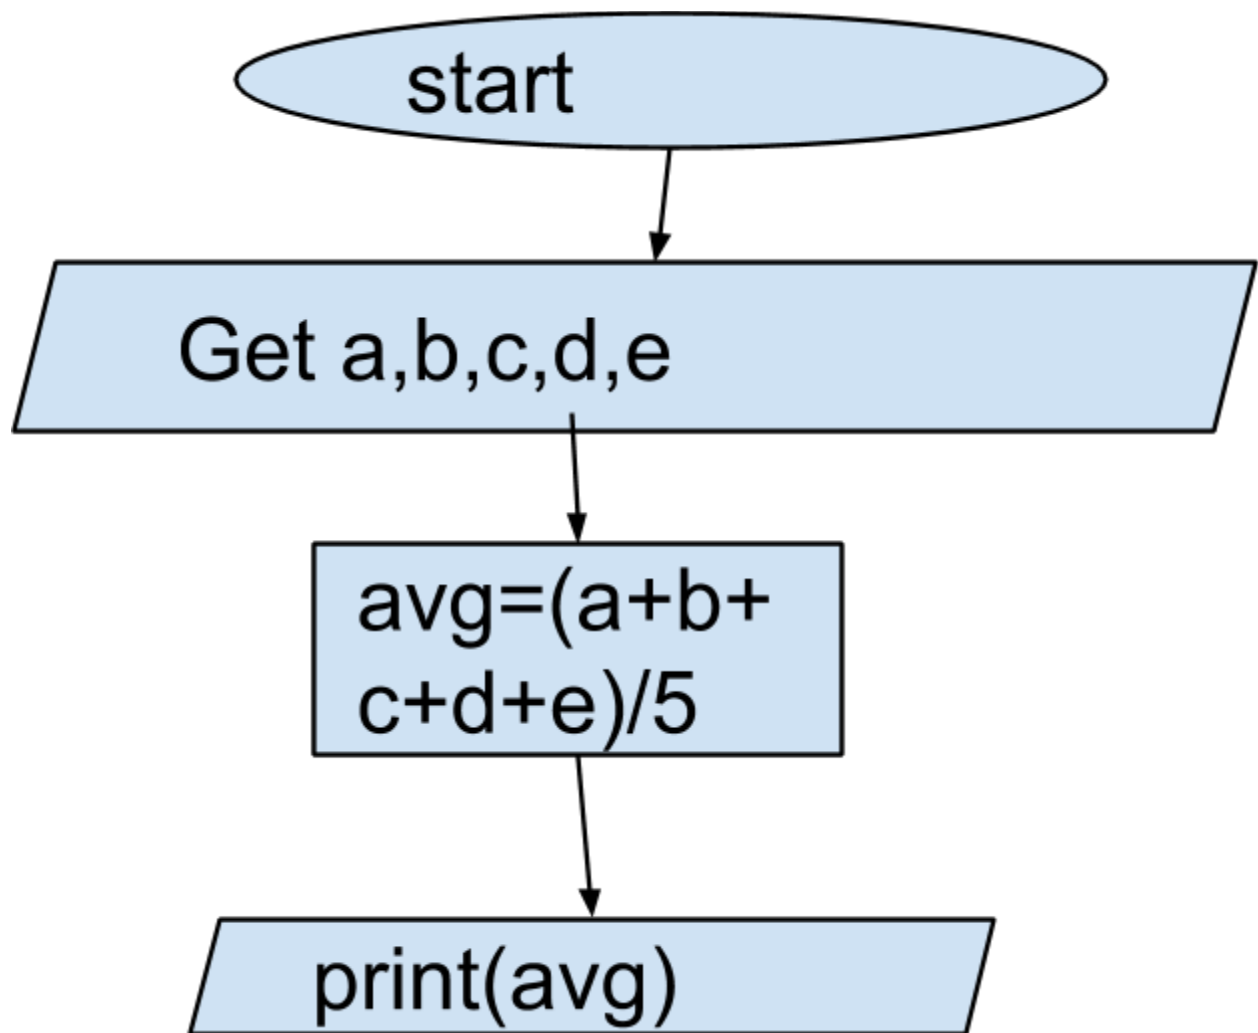 start
Get a,b,c,d,e
avg=(a+b+
c+d+e)/5
print(avg)